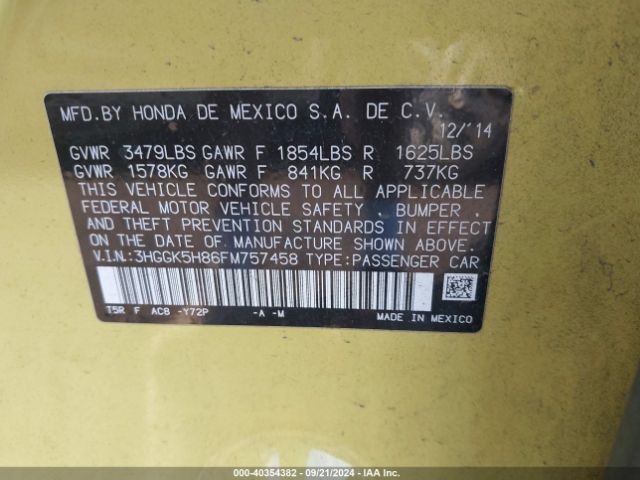 MFD.BY HONDA DE MEXICO S.A. DE C.V.
12/'14
GVWR 3479LBS GAWR F 1854LBS R 1625LBS
GVWR 1578KG GAWR F 841KG R 737KG
THIS VEHICLE CONFORMS TO ALL APPLICABLE
FEDERAL MOTOR VEHICLE SAFETY , BUMPER ,
AND THEFT PREVENTION STANDARDS IN EFFECT
ON THE DATE OF MANUFACTURE SHOWN ABOVE.
V.I.N.:3HGGK5H86FM757458 TYPE:PASSENGER CAR
T5R F AC8 -Y72P -A -M
MADE IN MEXICO
000-40354382 - 09/21/2024 - IAA Inc.